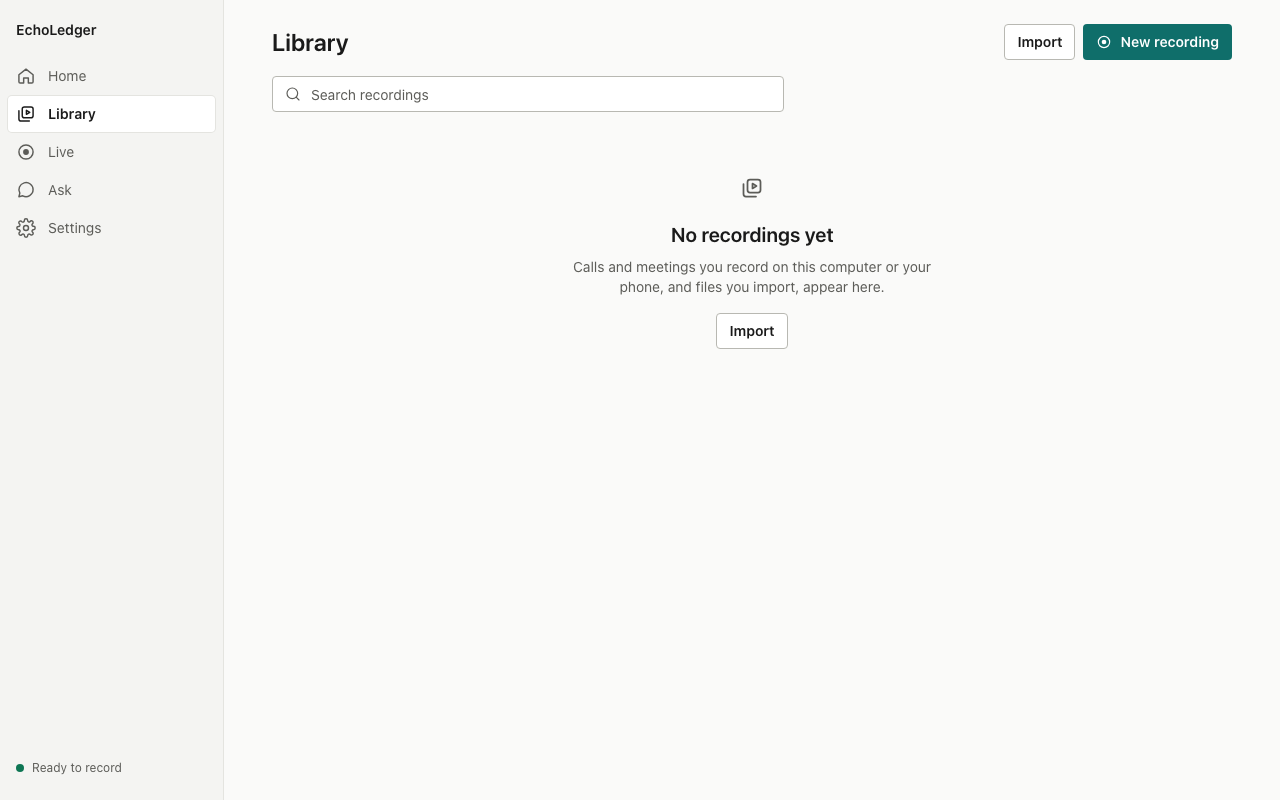 EchoLedger
Home
Library
Live
Ask
Settings
Ready to record
Library
Import
New recording
Search recordings
No recordings yet
Calls and meetings you record on this computer or your
phone, and files you import, appear here.
Import